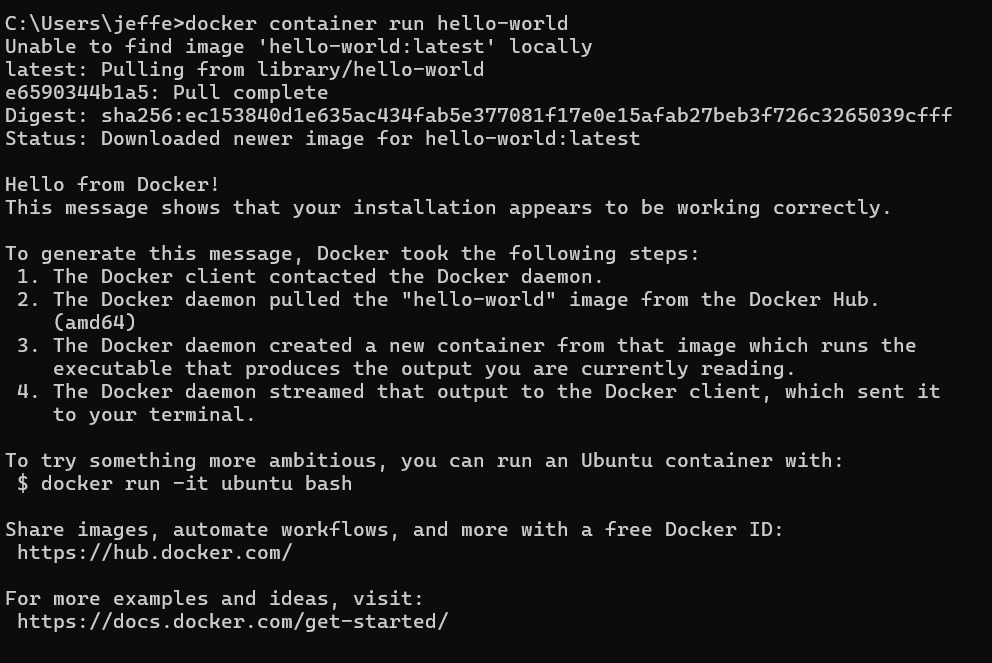 C:\Users\jeffe>docker container run hello-world
Unable to find image 'hello-world:latest' locally
latest: Pulling from library/hello-world
e6590344b1a5: Pull complete
Digest: sha256:ec153840d1e635ac434fab5e377081f17e0e15afab27beb3f726c3265039cfff
Status: Downloaded newer image for hello-world:latest

Hello from Docker!
This message shows that your installation appears to be working correctly.

To generate this message, Docker took the following steps:
 1. The Docker client contacted the Docker daemon.
 2. The Docker daemon pulled the "hello-world" image from the Docker Hub.
    (amd64)
 3. The Docker daemon created a new container from that image which runs the
    executable that produces the output you are currently reading.
 4. The Docker daemon streamed that output to the Docker client, which sent it
    to your terminal.

To try something more ambitious, you can run an Ubuntu container with:
 $ docker run -it ubuntu bash

Share images, automate workflows, and more with a free Docker ID:
 https://hub.docker.com/

For more examples and ideas, visit:
 https://docs.docker.com/get-started/